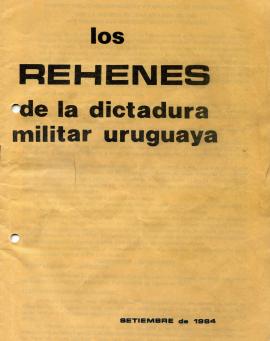 los
REHENES
de la dictadura
militar uruguaya
SETIEMBRE de 1984